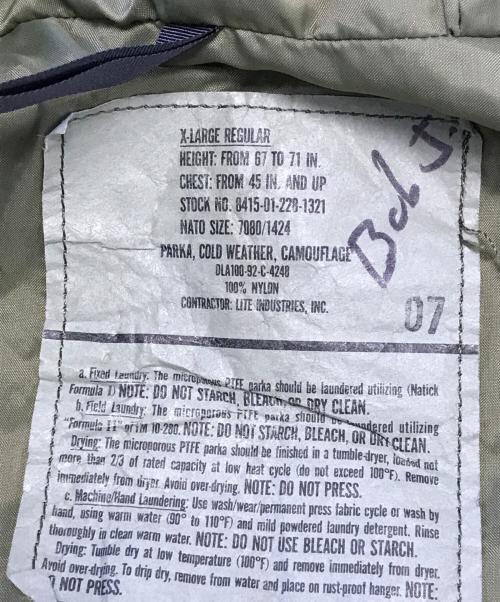 X-LARGE REGULAR
HEIGHT: FROM 67 TO 71 IN.
CHEST: FROM 45 IN. AND UP
STOCK NO. 8415-01-228-1321
NATO SIZE: 7080/1424
PARKA, COLD WEATHER, CAMOUFLAGE
DLA100-92-C-4248
100% NYLON
CONTRACTOR: LITE INDUSTRIES, INC.
Bob J.
07
a. Fixed Laundry: The microporous PTFE parka should be laundered utilizing (Natick
Formula I) NOTE: DO NOT STARCH, BLEACH, OR DRY CLEAN.
b. Field Laundry: The microporous PTFE parka should be laundered utilizing
"Formula II" of TM 10-280. NOTE: DO NOT STARCH, BLEACH, OR DRY CLEAN.
Drying: The microporous PTFE parka should be finished in a tumble-dryer, loaded not
more than 2/3 of rated capacity at low heat cycle (do not exceed 100°F). Remove
immediately from dryer. Avoid over-drying. NOTE: DO NOT PRESS.
c. Machine/Hand Laundering: Use wash/wear/permanent press fabric cycle or wash by
hand, using warm water (90° to 110°F) and mild powdered laundry detergent. Rinse
thoroughly in clean warm water. NOTE: DO NOT USE BLEACH OR STARCH.
Drying: Tumble dry at low temperature (100°F) and remove immediately from dryer.
Avoid over-drying. To drip dry, remove from water and place on rust-proof hanger. NOTE:
DO NOT PRESS.